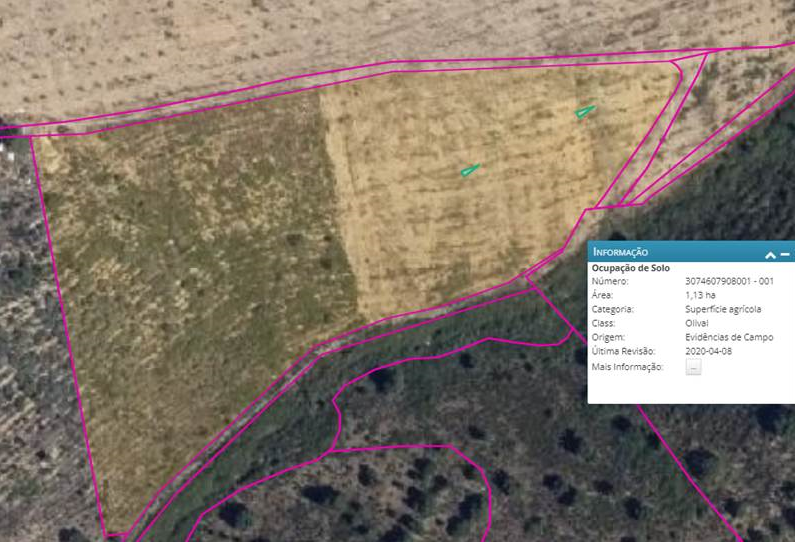 INFORMAÇÃO
Ocupação de Solo
Número: 3074607908001 - 001
Área: 1,13 ha
Categoria: Superfície agrícola
Class: Olival
Origem: Evidências de Campo
Última Revisão: 2020-04-08
Mais Informação: ...